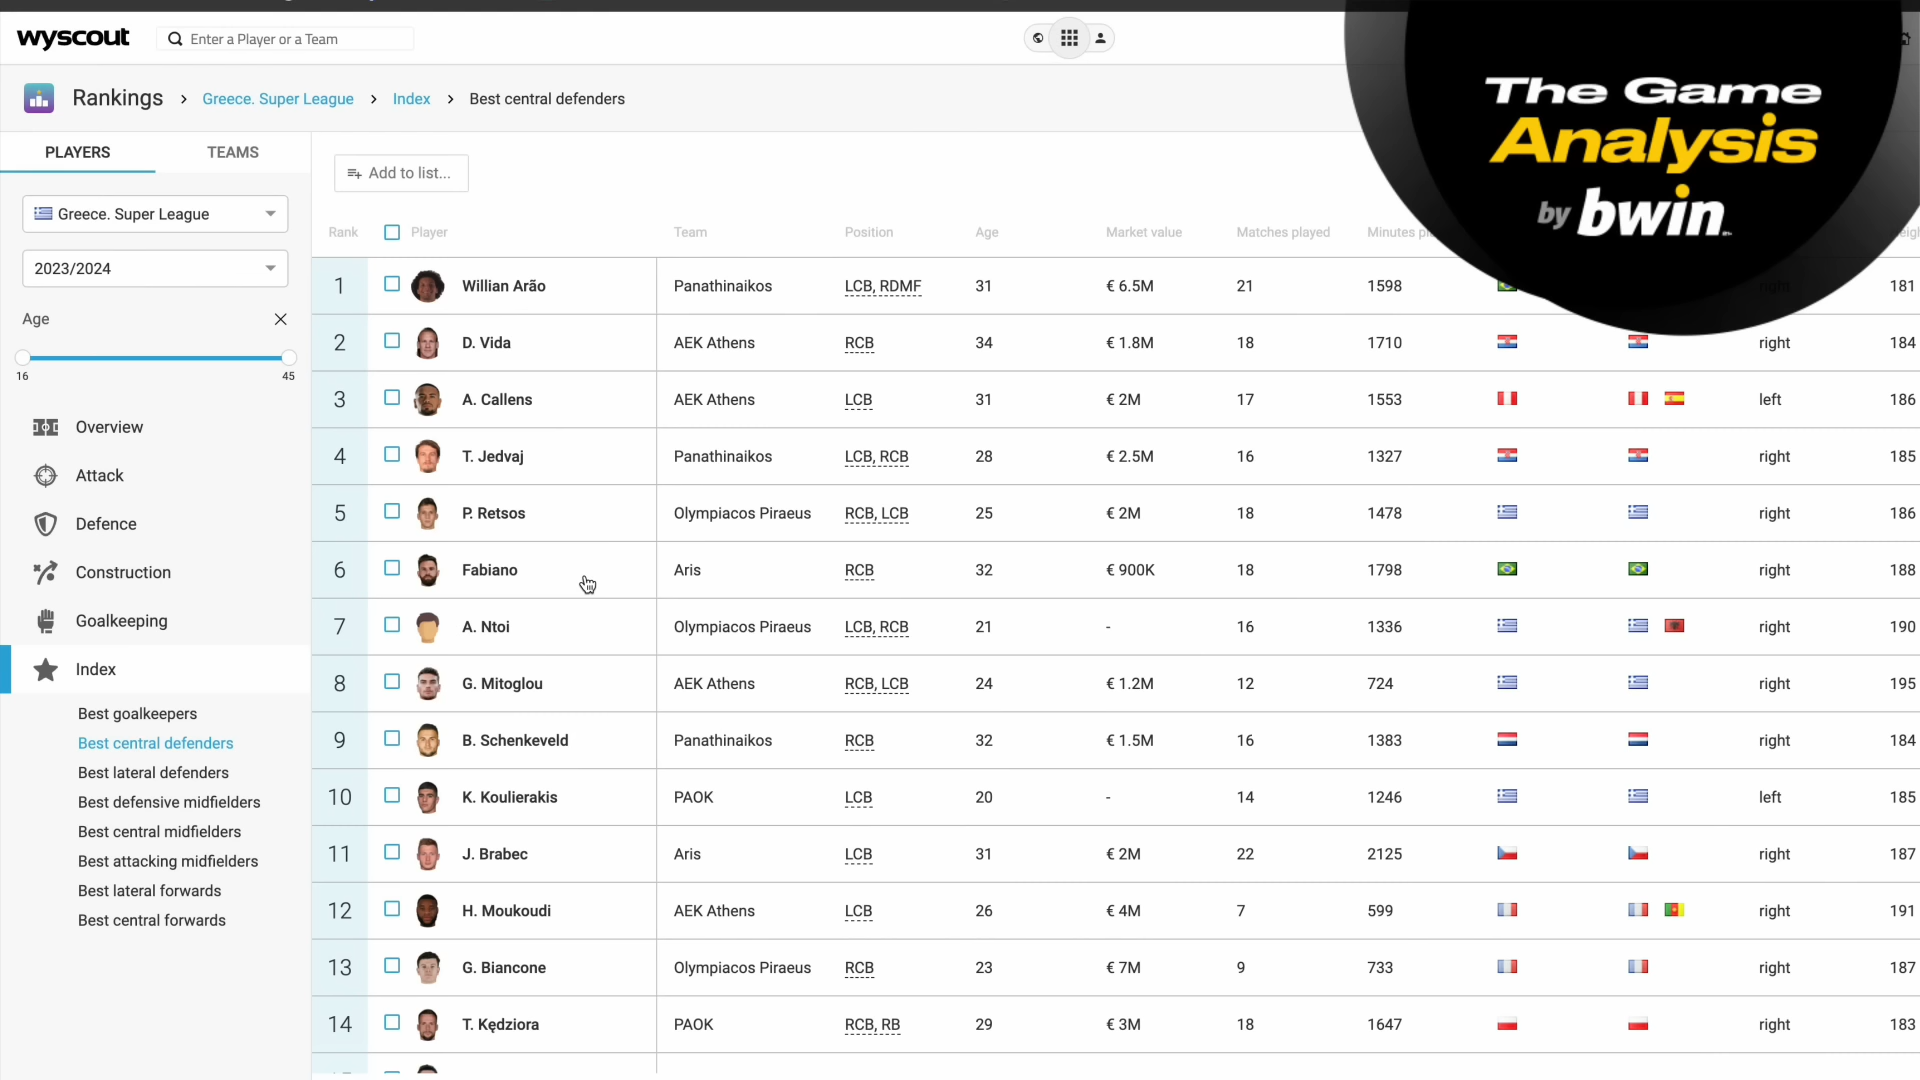 wyscout
Enter a Player or a Team
Rankings > Greece. Super League > Index > Best central defenders
The Game
Analysis
by bwin
PLAYERS TEAMS
Greece. Super League
2023/2024
Age
16 45
Overview
Attack
Defence
Construction
Goalkeeping
Index
Best goalkeepers
Best central defenders
Best lateral defenders
Best defensive midfielders
Best central midfielders
Best attacking midfielders
Best lateral forwards
Best central forwards
Add to list...
Rank Player Team Position Age Market value Matches played Minutes
1 Willian Arão Panathinaikos LCB, RDMF 31 € 6.5M 21 1598 right 181
2 D. Vida AEK Athens RCB 34 € 1.8M 18 1710 right 184
3 A. Callens AEK Athens LCB 31 € 2M 17 1553 left 186
4 T. Jedvaj Panathinaikos LCB, RCB 28 € 2.5M 16 1327 right 185
5 P. Retsos Olympiacos Piraeus RCB, LCB 25 € 2M 18 1478 right 186
6 Fabiano Aris RCB 32 € 900K 18 1798 right 188
7 A. Ntoi Olympiacos Piraeus LCB, RCB 21 - 16 1336 right 190
8 G. Mitoglou AEK Athens RCB, LCB 24 € 1.2M 12 724 right 195
9 B. Schenkeveld Panathinaikos RCB 32 € 1.5M 16 1383 right 184
10 K. Koulierakis PAOK LCB 20 - 14 1246 left 185
11 J. Brabec Aris LCB 31 € 2M 22 2125 right 187
12 H. Moukoudi AEK Athens LCB 26 € 4M 7 599 right 191
13 G. Biancone Olympiacos Piraeus RCB 23 € 7M 9 733 right 187
14 T. Kędziora PAOK RCB, RB 29 € 3M 18 1647 right 183